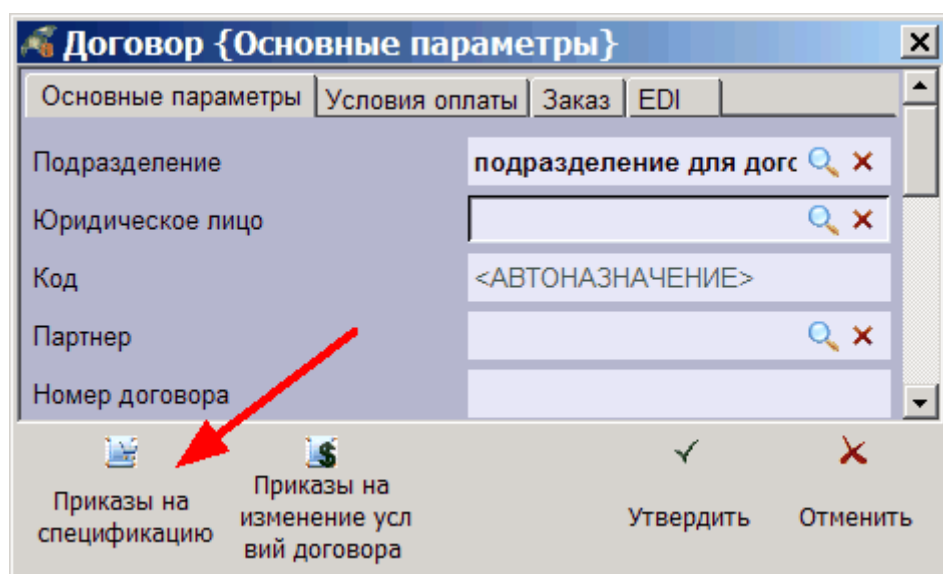 Договор {Основные параметры}
Основные параметры Условия оплаты Заказ EDI
Подразделение подразделение для догс
Юридическое лицо
Код <АВТОНАЗНАЧЕНИЕ>
Партнер
Номер договора
Приказы на
спецификацию
Приказы на
изменение усл
вий договора
Утвердить
Отменить